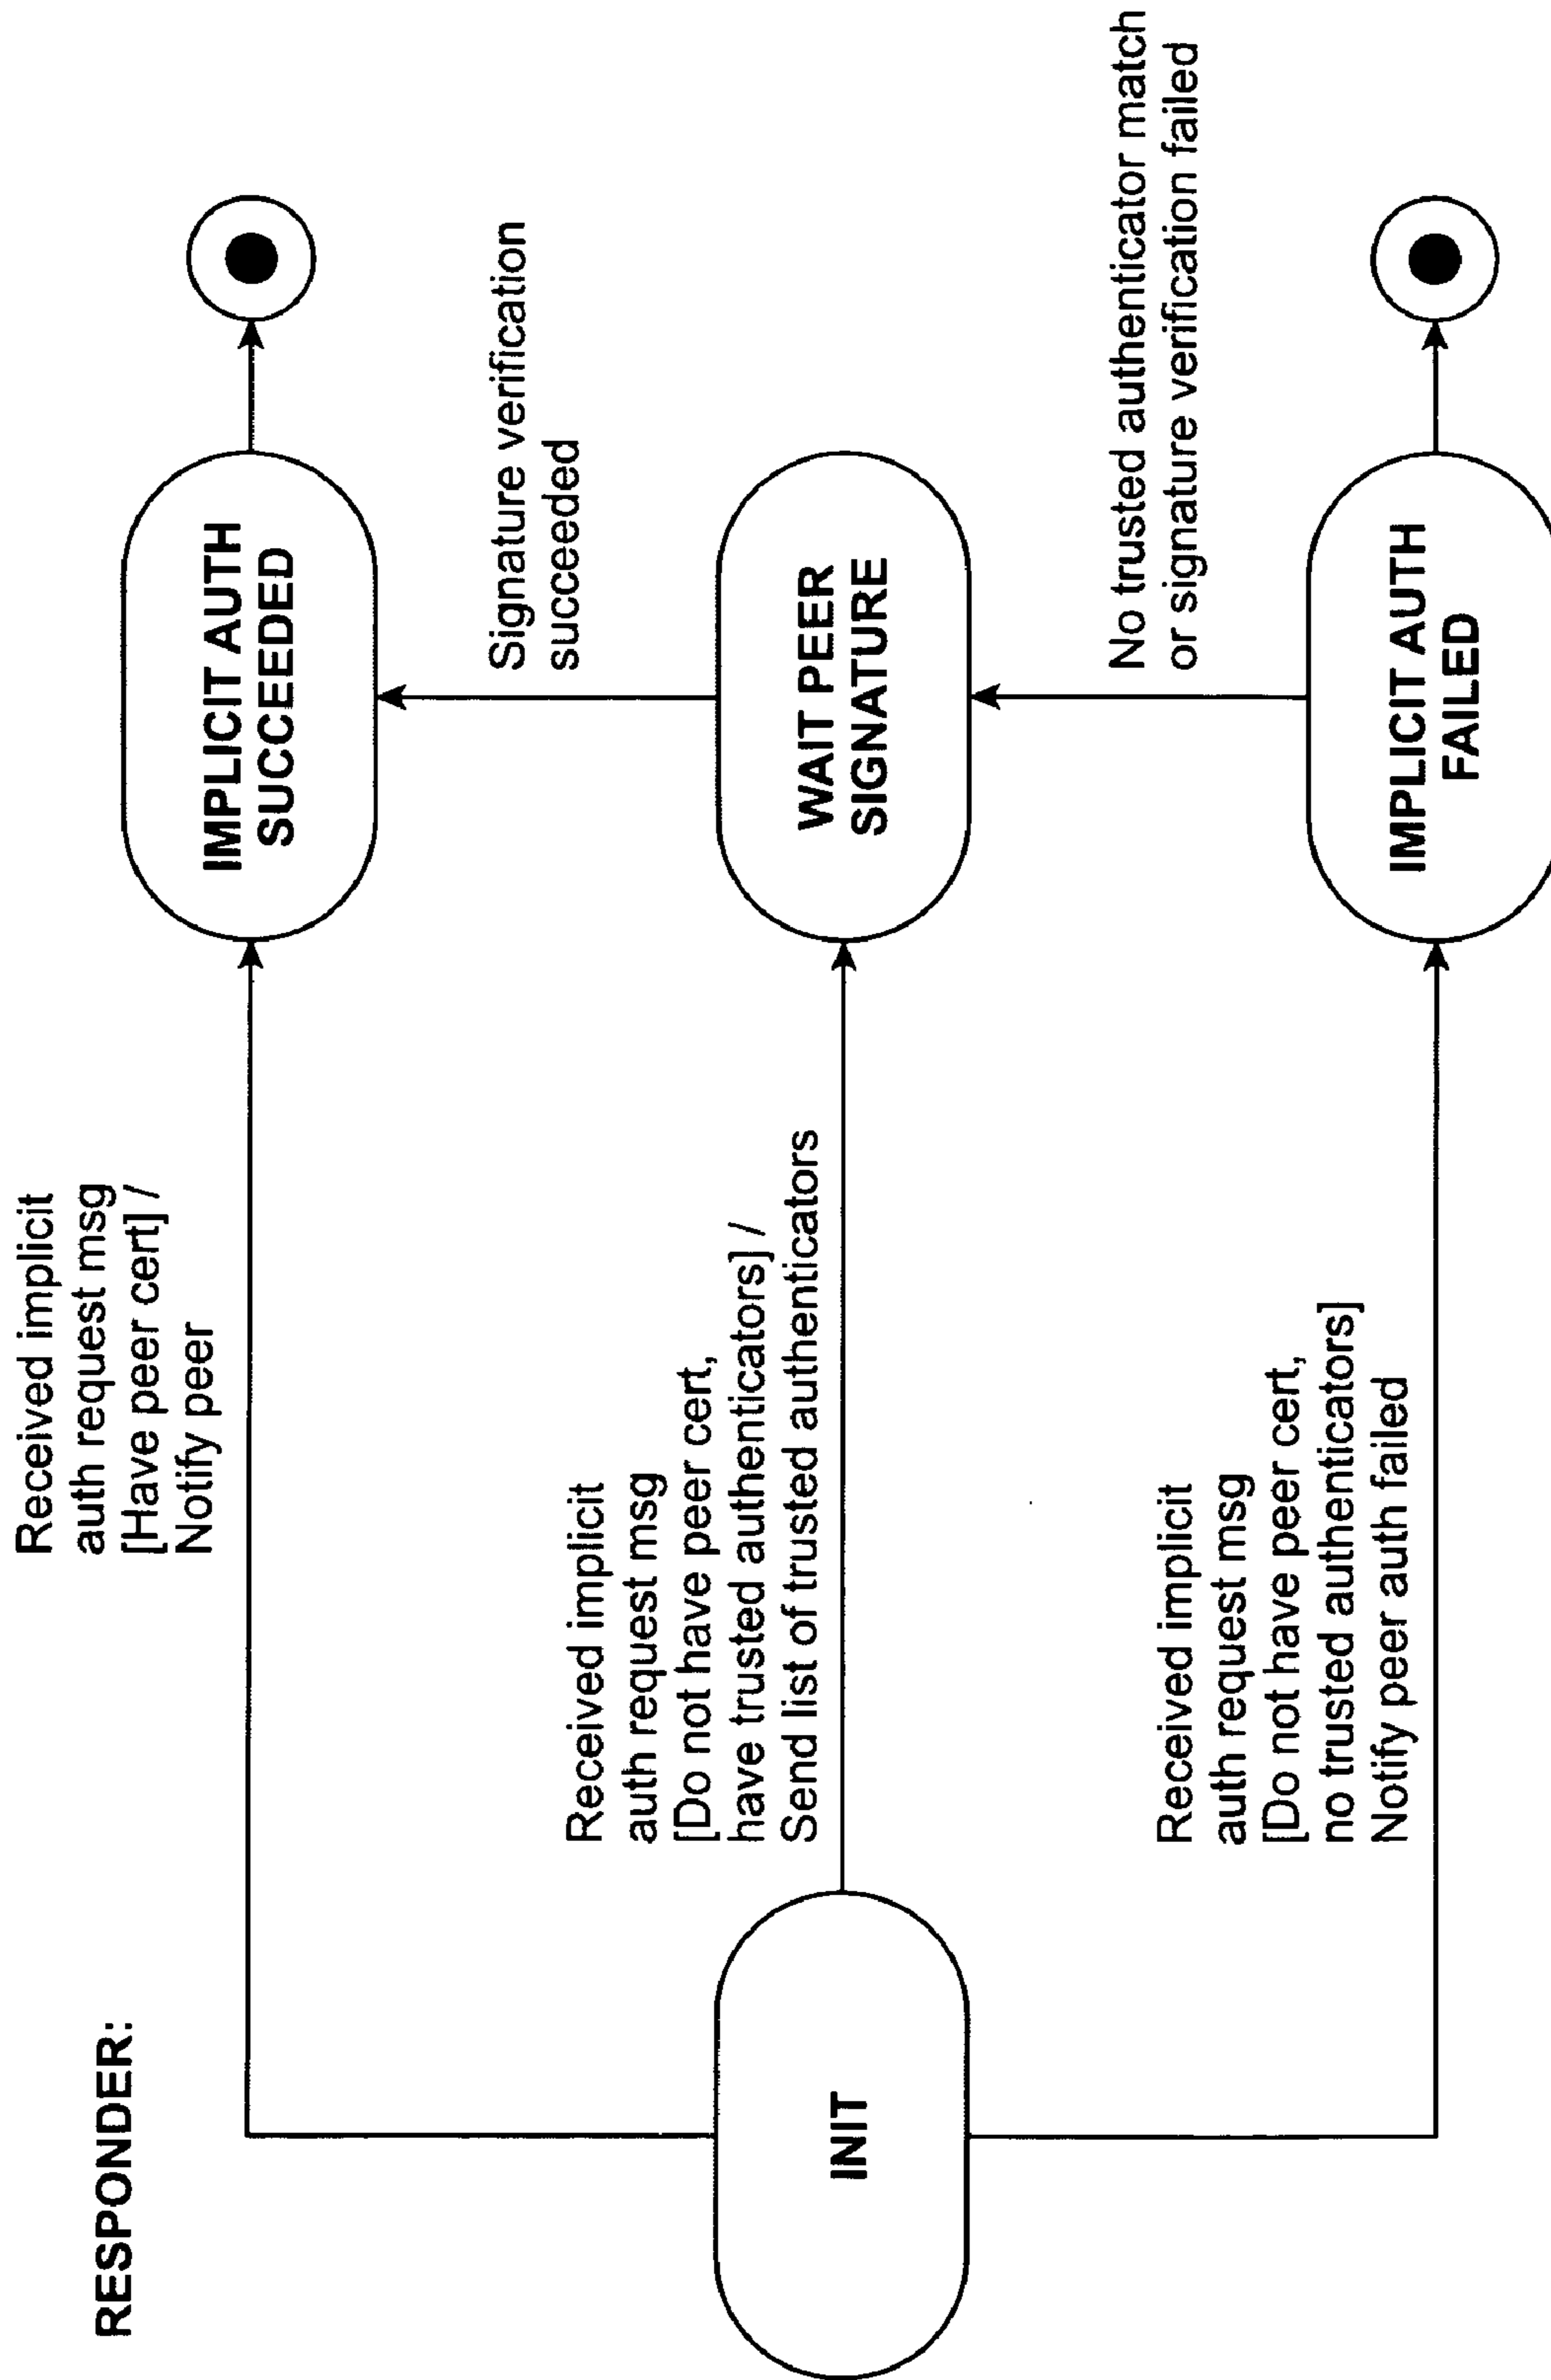 RESPONDER:
Received implicit
auth request msg
[Have peer cert] /
Notify peer
IMPLICIT AUTH
SUCCEEDED
Signature verification
succeeded
INIT
Received implicit
auth request msg
[Do not have peer cert,
have trusted authenticators] /
Send list of trusted authenticators
WAIT PEER
SIGNATURE
No trusted authenticator match
or signature verification failed
Received implicit
auth request msg
[Do not have peer cert,
no trusted authenticators]
Notify peer auth failed
IMPLICIT AUTH
FAILED